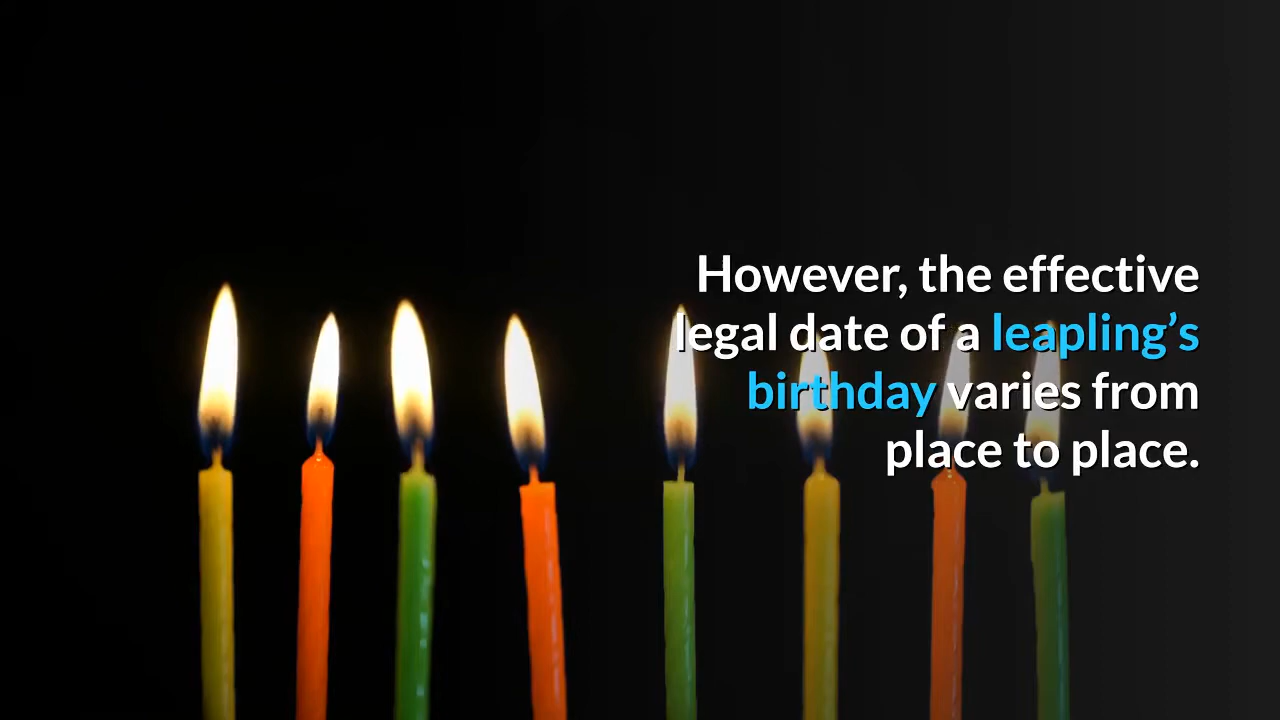 However, the effective
legal date of a leapling’s
birthday varies from
place to place.